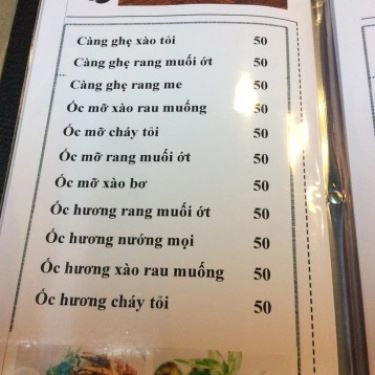 Càng ghẹ xào tỏi 50
Càng ghẹ rang muối ớt 50
Càng ghẹ rang me 50
Ốc mỡ xào rau muống 50
Ốc mỡ cháy tỏi 50
Ốc mỡ rang muối ớt 50
Ốc mỡ xào bơ 50
Ốc hương rang muối ớt 50
Ốc hương nướng mọi 50
Ốc hương xào rau muống 50
Ốc hương cháy tỏi 50